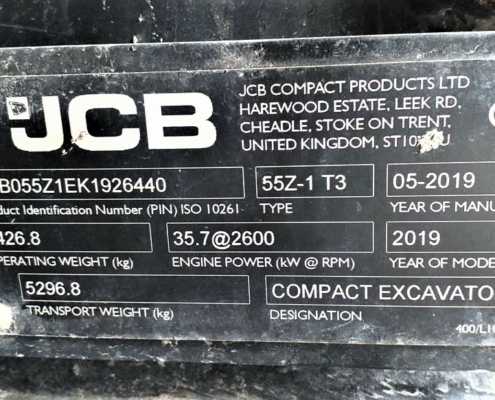 JCB
JCB COMPACT PRODUCTS LTD
HAREWOOD ESTATE, LEEK RD,
CHEADLE, STOKE ON TRENT,
UNITED KINGDOM,
B055Z1EK1926440
55Z-1 T3
05-2019
duct Identification Number (PIN) ISO 10261
TYPE
YEAR OF MANU
426.8
35.7@2600
2019
PERATING WEIGHT (kg)
ENGINE POWER (kW @ RPM)
YEAR OF MODE
5296.8
COMPACT EXCAVATO
TRANSPORT WEIGHT (kg)
DESIGNATION